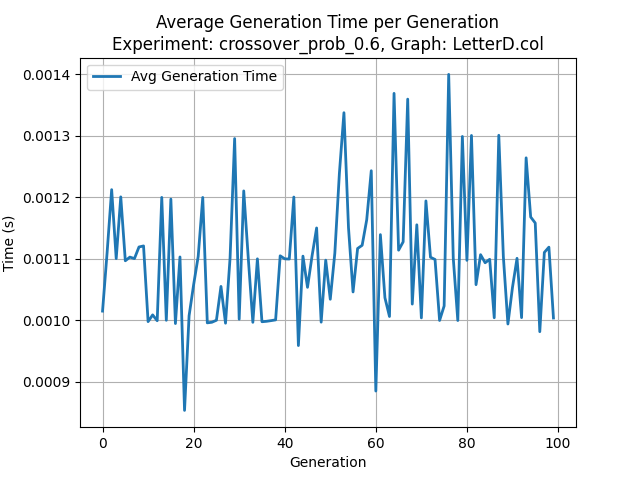 Average Generation Time per Generation
Experiment: crossover_prob_0.6, Graph: LetterD.col
Avg Generation Time
0.0014
0.0013
0.0012
0.0011
0.0010
0.0009
Time (s)
0 20 40 60 80 100
Generation